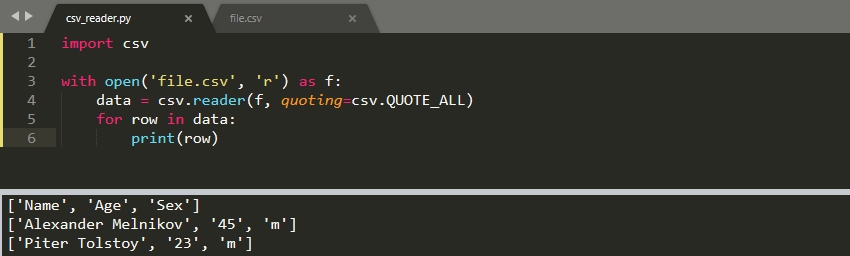 csv_reader.py × file.csv ×
1 import csv
2
3 with open('file.csv', 'r') as f:
4     data = csv.reader(f, quoting=csv.QUOTE_ALL)
5     for row in data:
6         print(row)
['Name', 'Age', 'Sex']
['Alexander Melnikov', '45', 'm']
['Piter Tolstoy', '23', 'm']